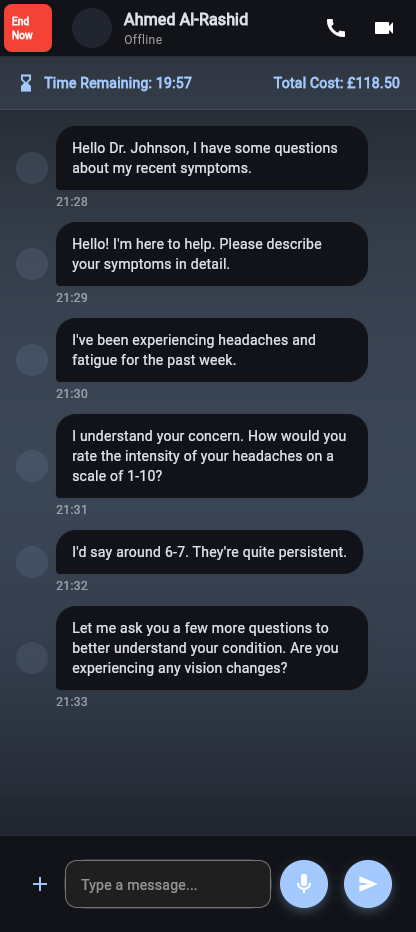 End
Now
Ahmed Al-Rashid
Offline
Time Remaining: 19:57
Total Cost: £118.50
Hello Dr. Johnson, I have some questions
about my recent symptoms.
21:28
Hello! I'm here to help. Please describe
your symptoms in detail.
21:29
I've been experiencing headaches and
fatigue for the past week.
21:30
I understand your concern. How would you
rate the intensity of your headaches on a
scale of 1-10?
21:31
I'd say around 6-7. They're quite persistent.
21:32
Let me ask you a few more questions to
better understand your condition. Are you
experiencing any vision changes?
21:33
Type a message...